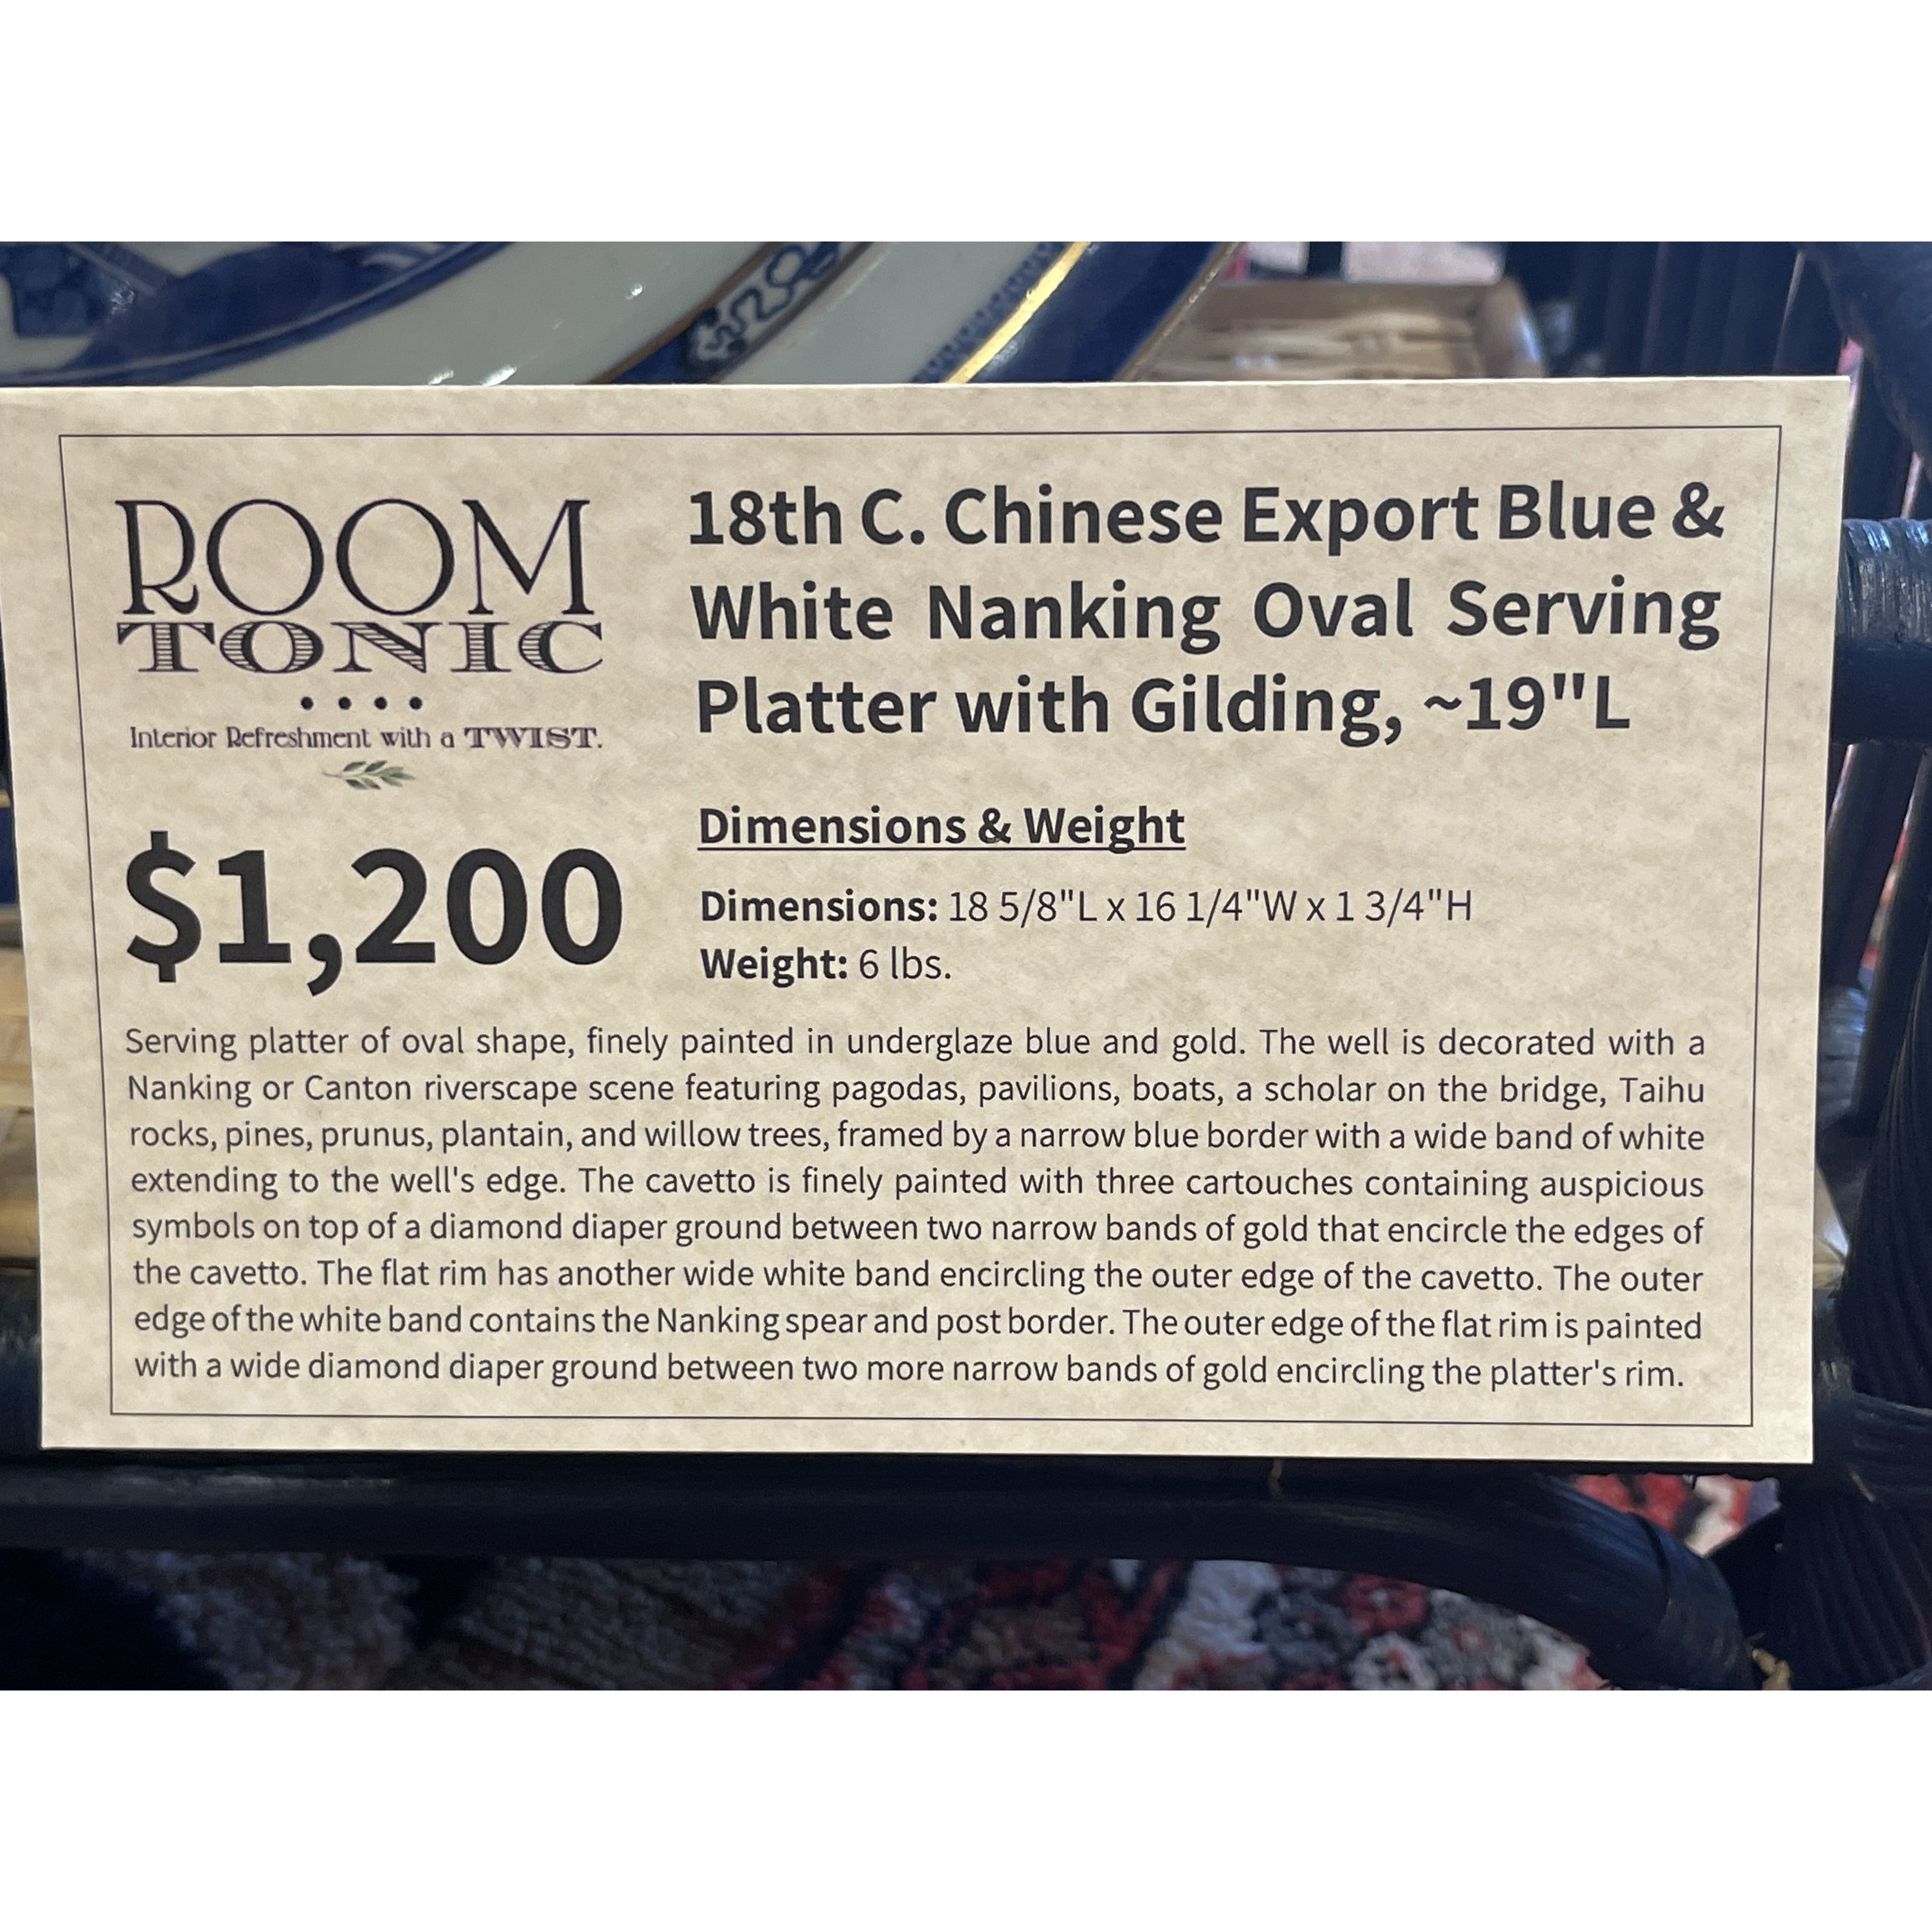 ROOM
TONIC
Interior Refreshment with a TWIST.
$1,200
18th C. Chinese Export Blue &
White Nanking Oval Serving
Platter with Gilding, ~19"L
Dimensions & Weight
Dimensions: 18 5/8"L x 16 1/4"W x 1 3/4"H
Weight: 6 lbs.
Serving platter of oval shape, finely painted in underglaze blue and gold. The well is decorated with a
Nanking or Canton riverscape scene featuring pagodas, pavilions, boats, a scholar on the bridge, Taihu
rocks, pines, prunus, plantain, and willow trees, framed by a narrow blue border with a wide band of white
extending to the well's edge. The cavetto is finely painted with three cartouches containing auspicious
symbols on top of a diamond diaper ground between two narrow bands of gold that encircle the edges of
the cavetto. The flat rim has another wide white band encircling the outer edge of the cavetto. The outer
edge of the white band contains the Nanking spear and post border. The outer edge of the flat rim is painted
with a wide diamond diaper ground between two more narrow bands of gold encircling the platter's rim.